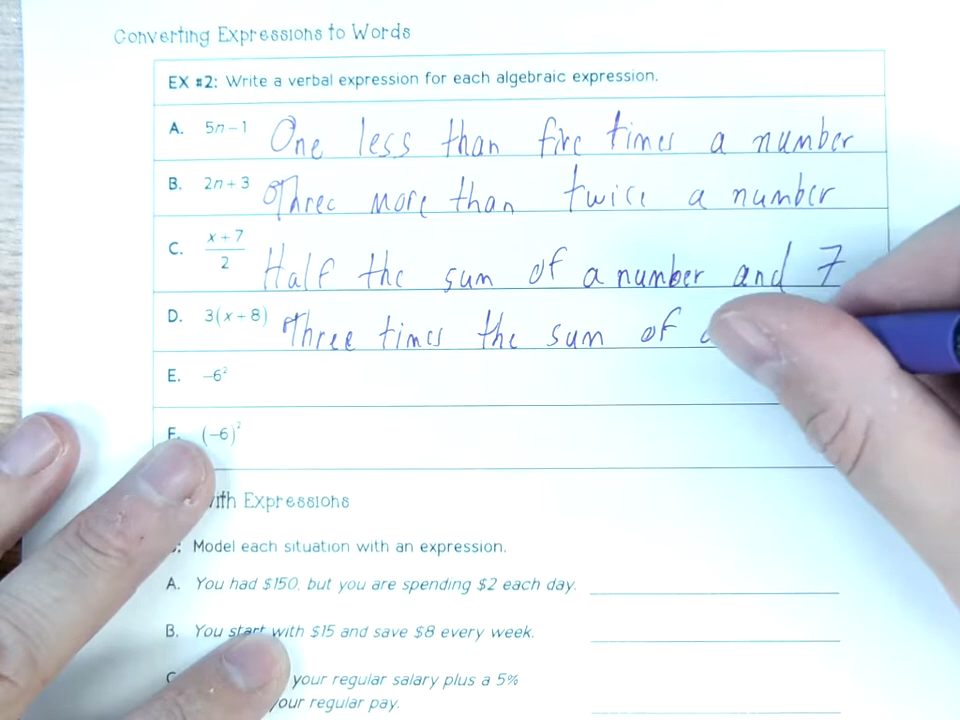 Converting Expressions to Words
EX #2: Write a verbal expression for each algebraic expression.
A. 5n – 1 One less than five times a number
B. 2n + 3 Three more than twice a number
C. x + 7 / 2 Half the sum of a number and 7
D. 3(x + 8) Three times the sum of
E. –6²
F. (–6)²
with Expressions
: Model each situation with an expression.
A. You had $150, but you are spending $2 each day.
B. You start with $15 and save $8 every week.
C your regular salary plus a 5%
your regular pay.